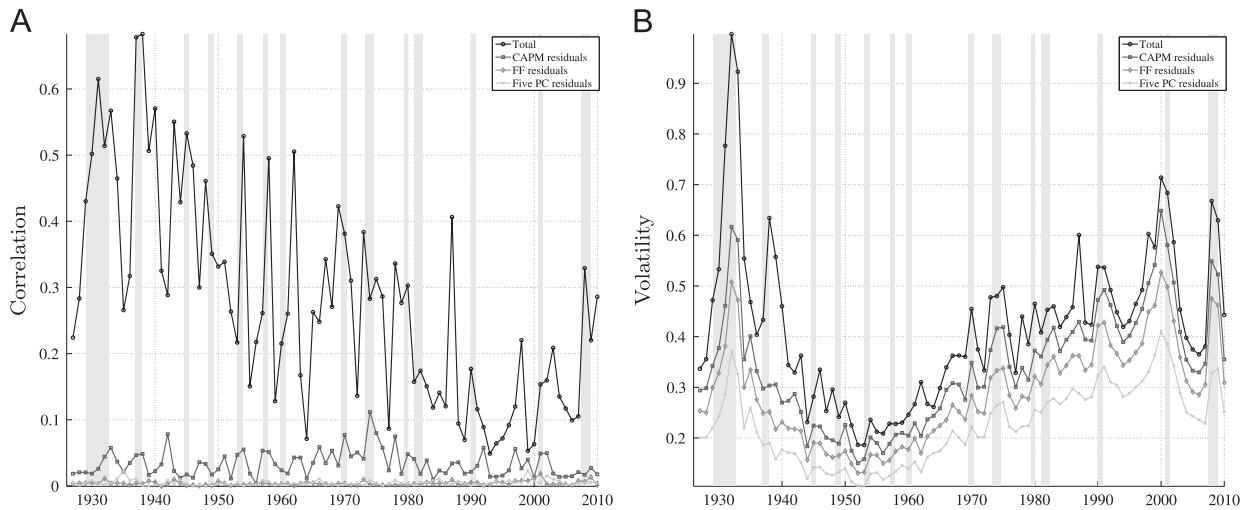 A
Correlation
0.6
0.5
0.4
0.3
0.2
0.1
0
1930 1940 1950 1960 1970 1980 1990 2000 2010
Total
CAPM residuals
FF residuals
Five PC residuals
B
Volatility
0.9
0.8
0.7
0.6
0.5
0.4
0.3
0.2
1930 1940 1950 1960 1970 1980 1990 2000 2010
Total
CAPM residuals
FF residuals
Five PC residuals